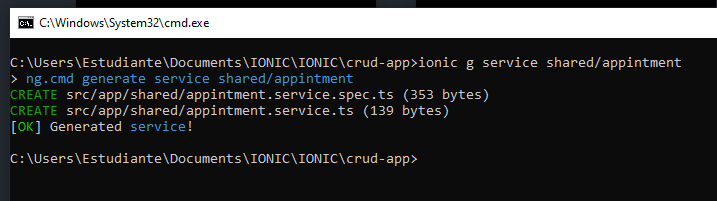 C:\Windows\System32\cmd.exe
C:\Users\Estudiante\Documents\IONIC\IONIC\crud-app>ionic g service shared/appintment
> ng.cmd generate service shared/appintment
CREATE src/app/shared/appintment.service.spec.ts (353 bytes)
CREATE src/app/shared/appintment.service.ts (139 bytes)
[OK] Generated service!
C:\Users\Estudiante\Documents\IONIC\IONIC\crud-app>